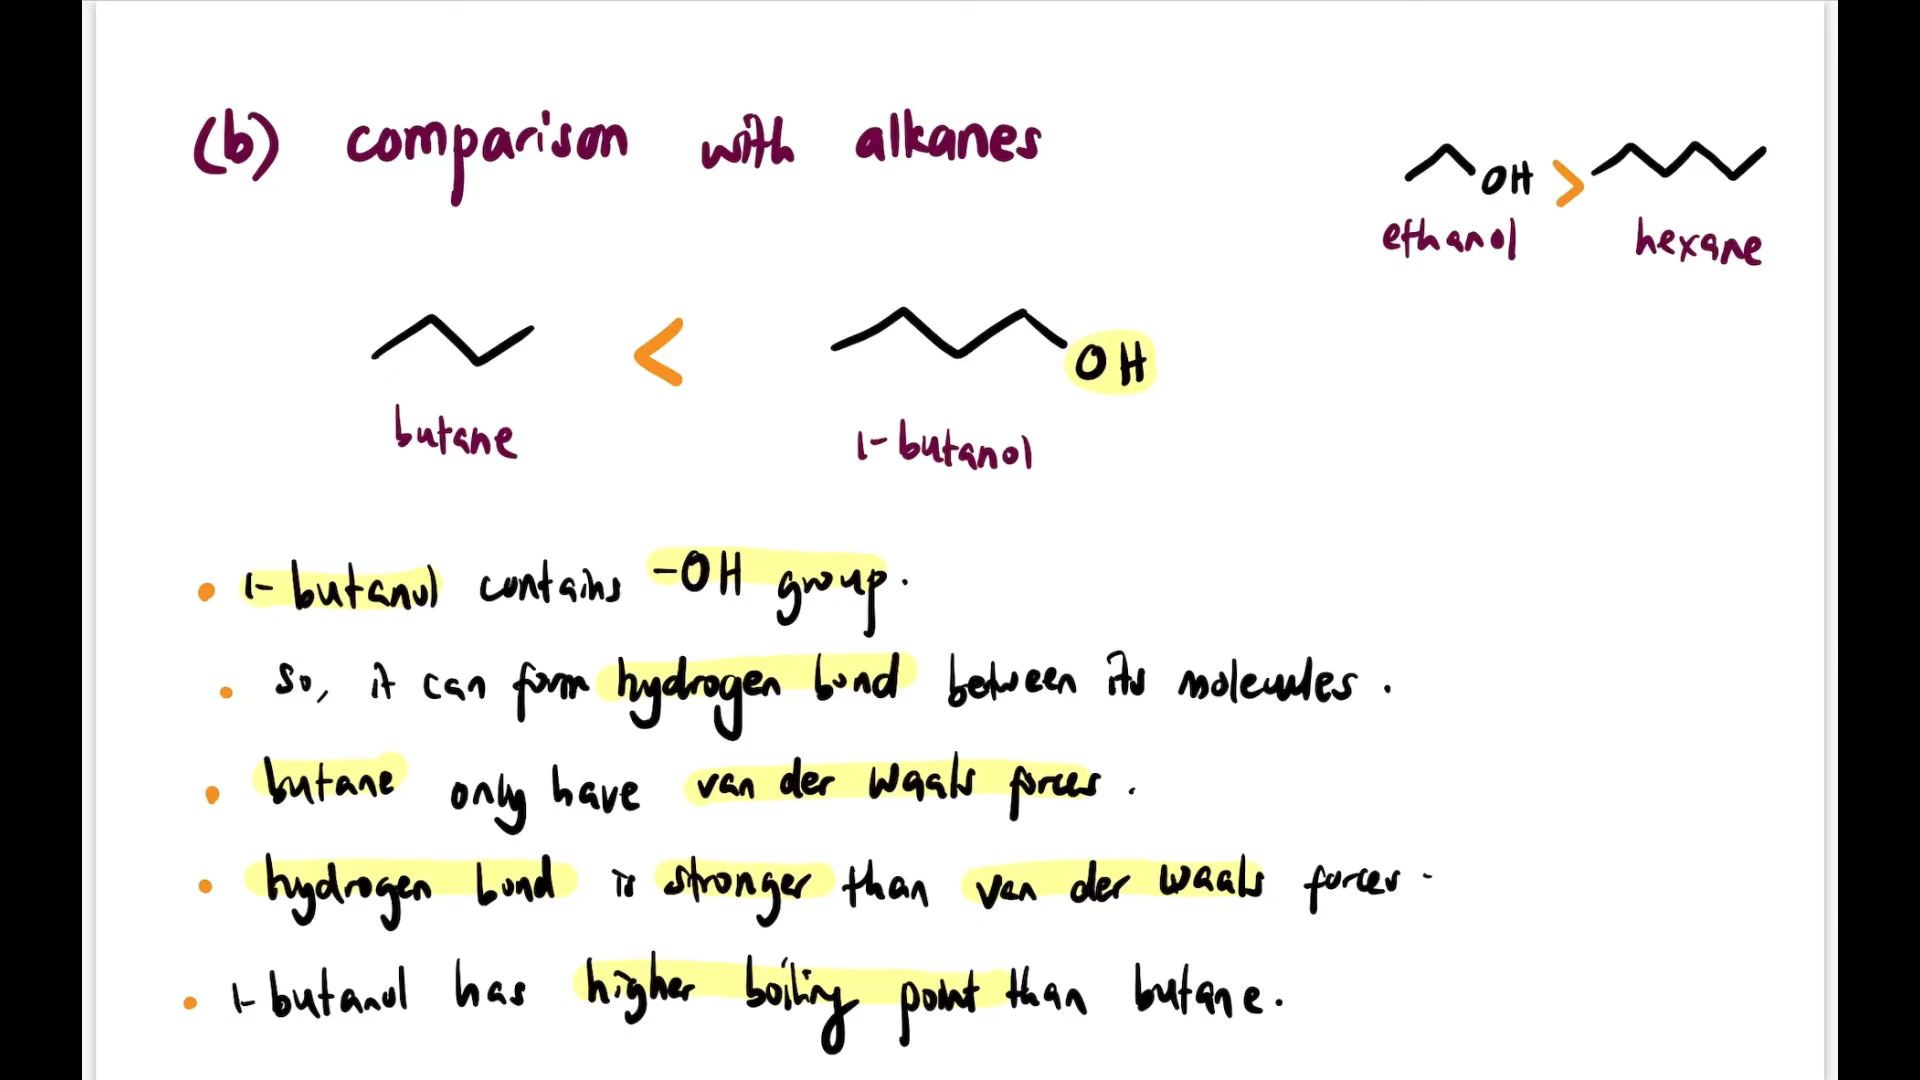 (b) comparison with alkanes
OH > 
ethanol hexane
<
OH
butane
1-butanol
• 1-butanol contains -OH group.
• So, it can form hydrogen bond between its molecules.
• butane only have van der waals forces.
• hydrogen bond is stronger than van der waals forces.
• 1-butanol has higher boiling point than butane.